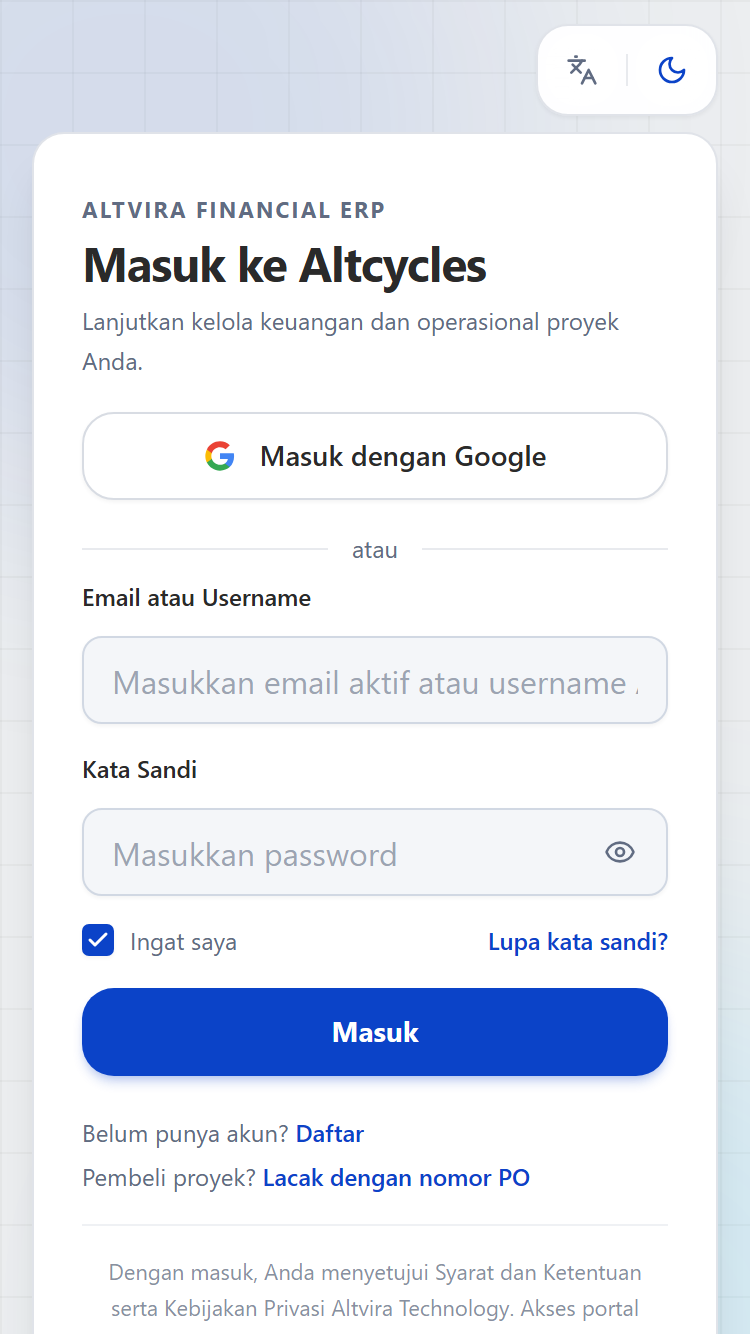 ALTVIRA FINANCIAL ERP
Masuk ke Altcycles
Lanjutkan kelola keuangan dan operasional proyek
Anda.
Masuk dengan Google
atau
Email atau Username
Masukkan email aktif atau username
Kata Sandi
Masukkan password
Ingat saya
Lupa kata sandi?
Masuk
Belum punya akun? Daftar
Pembeli proyek? Lacak dengan nomor PO
Dengan masuk, Anda menyetujui Syarat dan Ketentuan
serta Kebijakan Privasi Altvira Technology. Akses portal